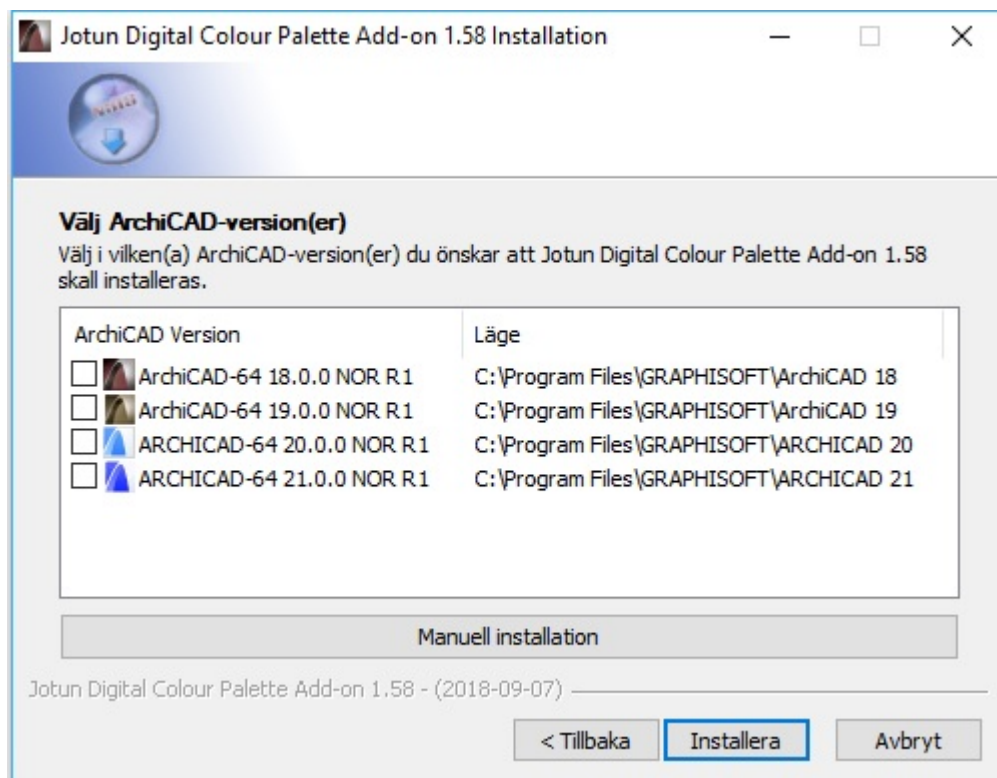 Jotun Digital Colour Palette Add-on 1.58 Installation
Välj ArchiCAD-version(er)
Välj i vilken(a) ArchiCAD-version(er) du önskar att Jotun Digital Colour Palette Add-on 1.58
skall installeras.
ArchiCAD Version Läge
ArchiCAD-64 18.0.0 NOR R1 C:\Program Files\GRAPHISOFT\ArchiCAD 18
ArchiCAD-64 19.0.0 NOR R1 C:\Program Files\GRAPHISOFT\ArchiCAD 19
ARCHICAD-64 20.0.0 NOR R1 C:\Program Files\GRAPHISOFT\ARCHICAD 20
ARCHICAD-64 21.0.0 NOR R1 C:\Program Files\GRAPHISOFT\ARCHICAD 21
Manuell installation
Jotun Digital Colour Palette Add-on 1.58 - (2018-09-07)
< Tillbaka Installera Avbryt